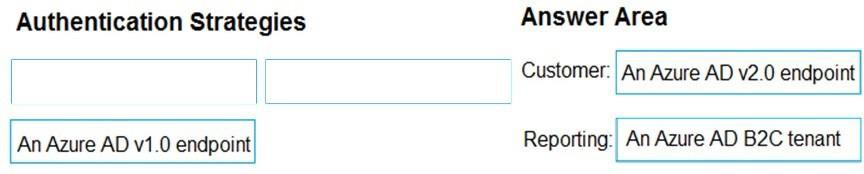 Authentication Strategies
Answer Area
Customer: An Azure AD v2.0 endpoint
An Azure AD v1.0 endpoint
Reporting: An Azure AD B2C tenant